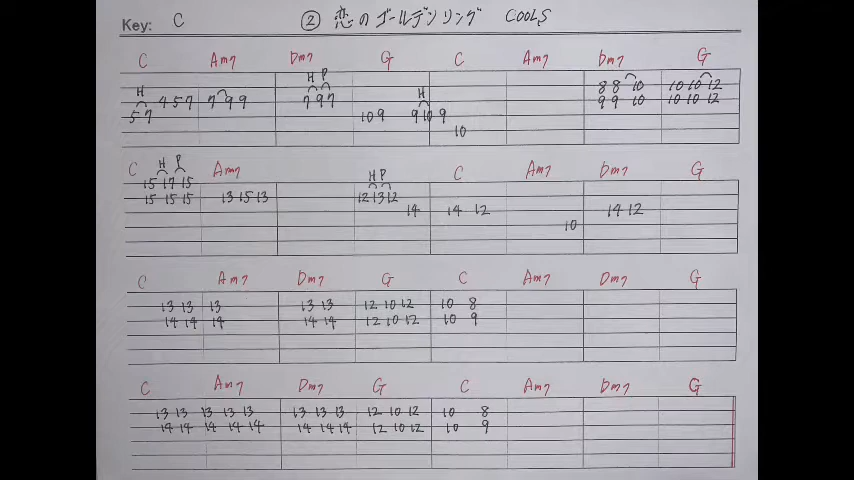 Key: C ② 恋のゴールデンリング COOLS
C Am7 Dm7 G C Am7 Dm7 G
H P
H H 8 8 10 10 10 12
4 5 7 7 9 9 7 9 7 9 9 10 10 10 12
5 7 10 9 9 10 9
10
C H P Am7 H P C Am7 Dm7 G
15 17 15
15 15 15 13 15 13 12 13 12
14 14 12 14 12
10
C Am7 Dm7 G C Am7 Dm7 G
13 13 13 13 13 12 10 12 10 8
14 14 14 14 14 12 10 12 10 9
C Am7 Dm7 G C Am7 Dm7 G
13 13 13 13 13 13 13 13 12 10 12 10 8
14 14 14 14 14 14 14 14 12 10 12 10 9